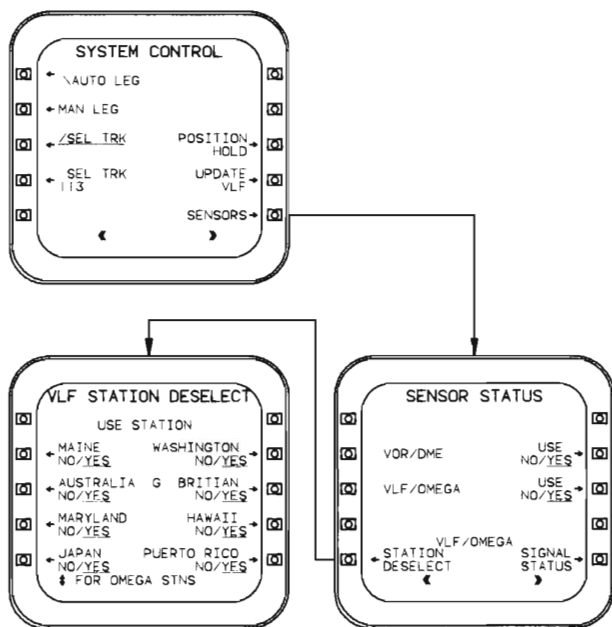 SYSTEM CONTROL
\AUTO LEG
MAN LEG
/SEL TRK
POSITION
HOLD
SEL TRK
113
UPDATE
VLF
SENSORS
VLF STATION DESELECT
USE STATION
MAINE WASHINGTON
NO/YES NO/YES
AUSTRALIA G BRITIAN
NO/YES NO/YES
MARYLAND HAWAII
NO/YES NO/YES
JAPAN PUERTO RICO
NO/YES NO/YES
FOR OMEGA STNS
SENSOR STATUS
VOR/DME USE
NO/YES
VLF/OMEGA USE
NO/YES
VLF/OMEGA
STATION SIGNAL
DESELECT STATUS